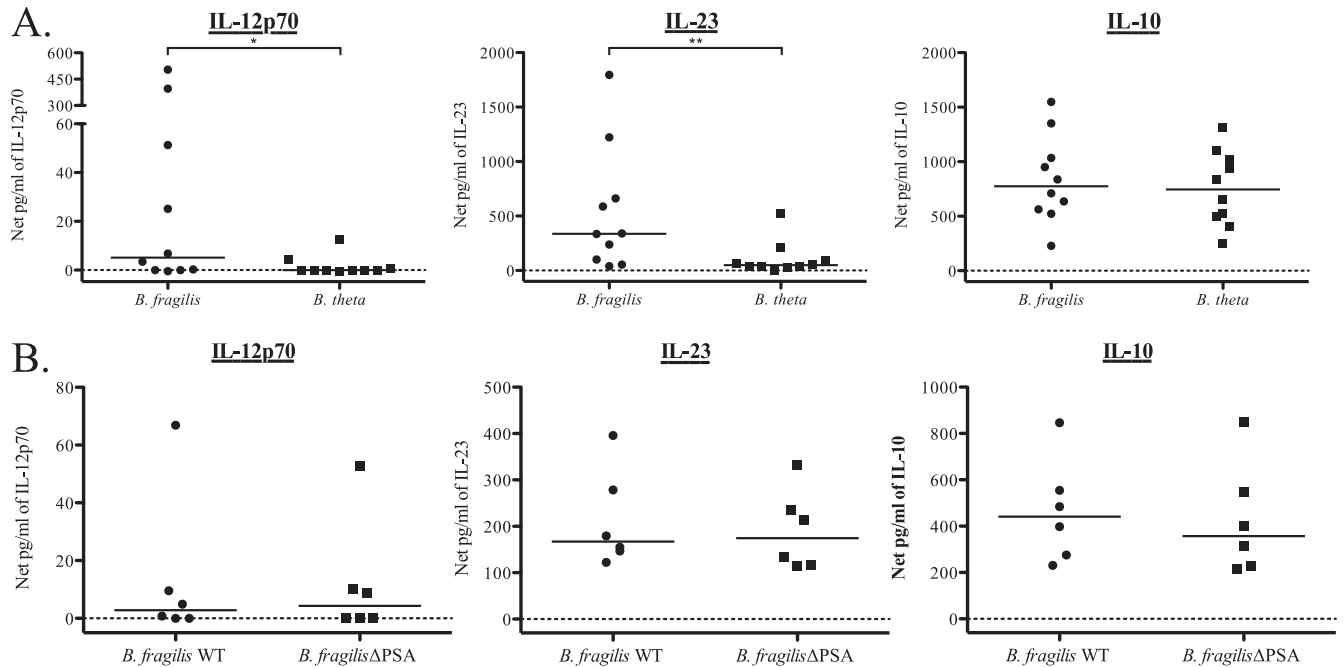 A.
IL-12p70
*
Net pg/ml of IL-12p70
600
450
300
60
40
20
0
B. fragilis
B. theta
IL-23
**
Net pg/ml of IL-23
2000
1500
1000
500
0
B. fragilis
B. theta
IL-10
Net pg/ml of IL-10
2000
1500
1000
500
0
B. fragilis
B. theta
B.
IL-12p70
Net pg/ml of IL-12p70
80
60
40
20
0
B. fragilis WT
B. fragilisΔPSA
IL-23
Net pg/ml of IL-23
500
400
300
200
100
0
B. fragilis WT
B. fragilisΔPSA
IL-10
Net pg/ml of IL-10
1000
800
600
400
200
0
B. fragilis WT
B. fragilisΔPSA